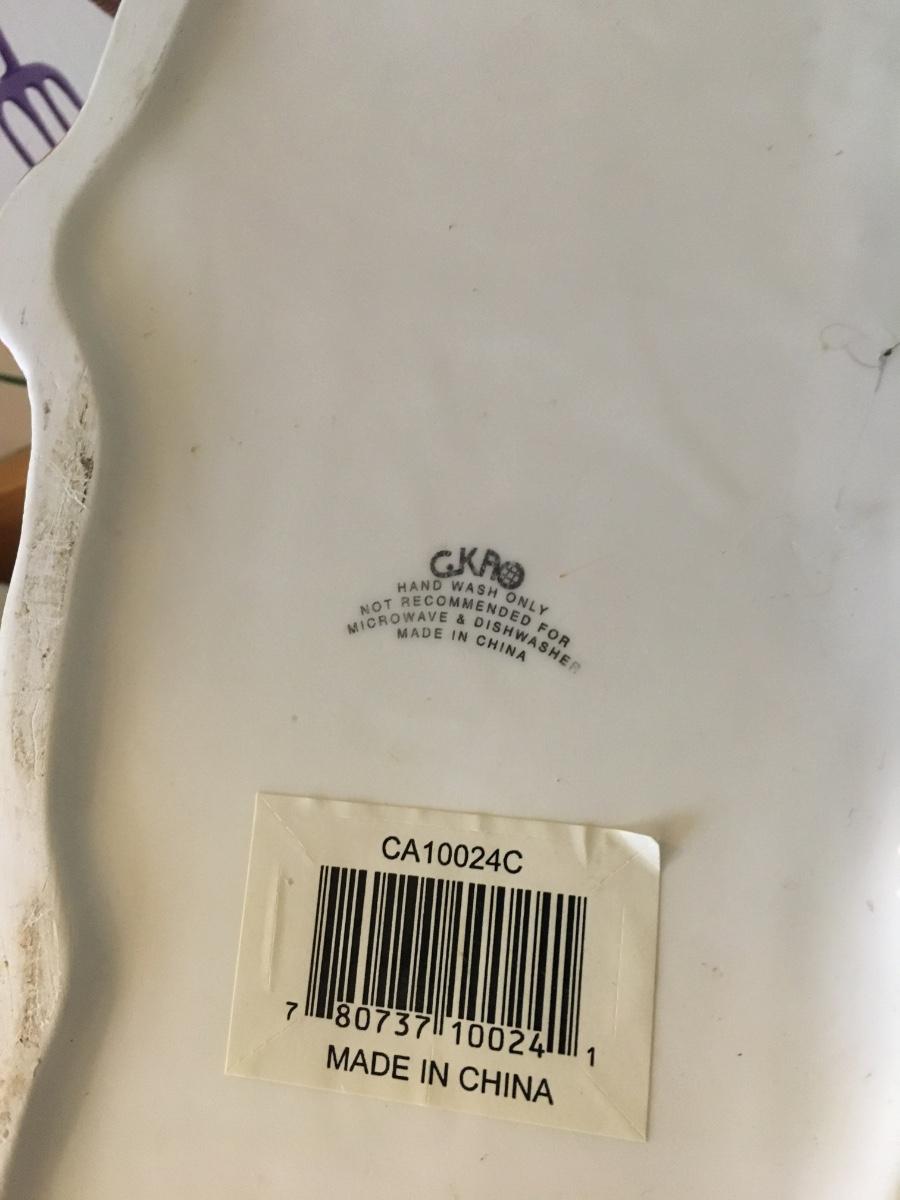 CKRO
HAND WASH ONLY
NOT RECOMMENDED FOR
MICROWAVE & DISHWASHER
MADE IN CHINA
CA10024C
7 80737 10024 1
MADE IN CHINA